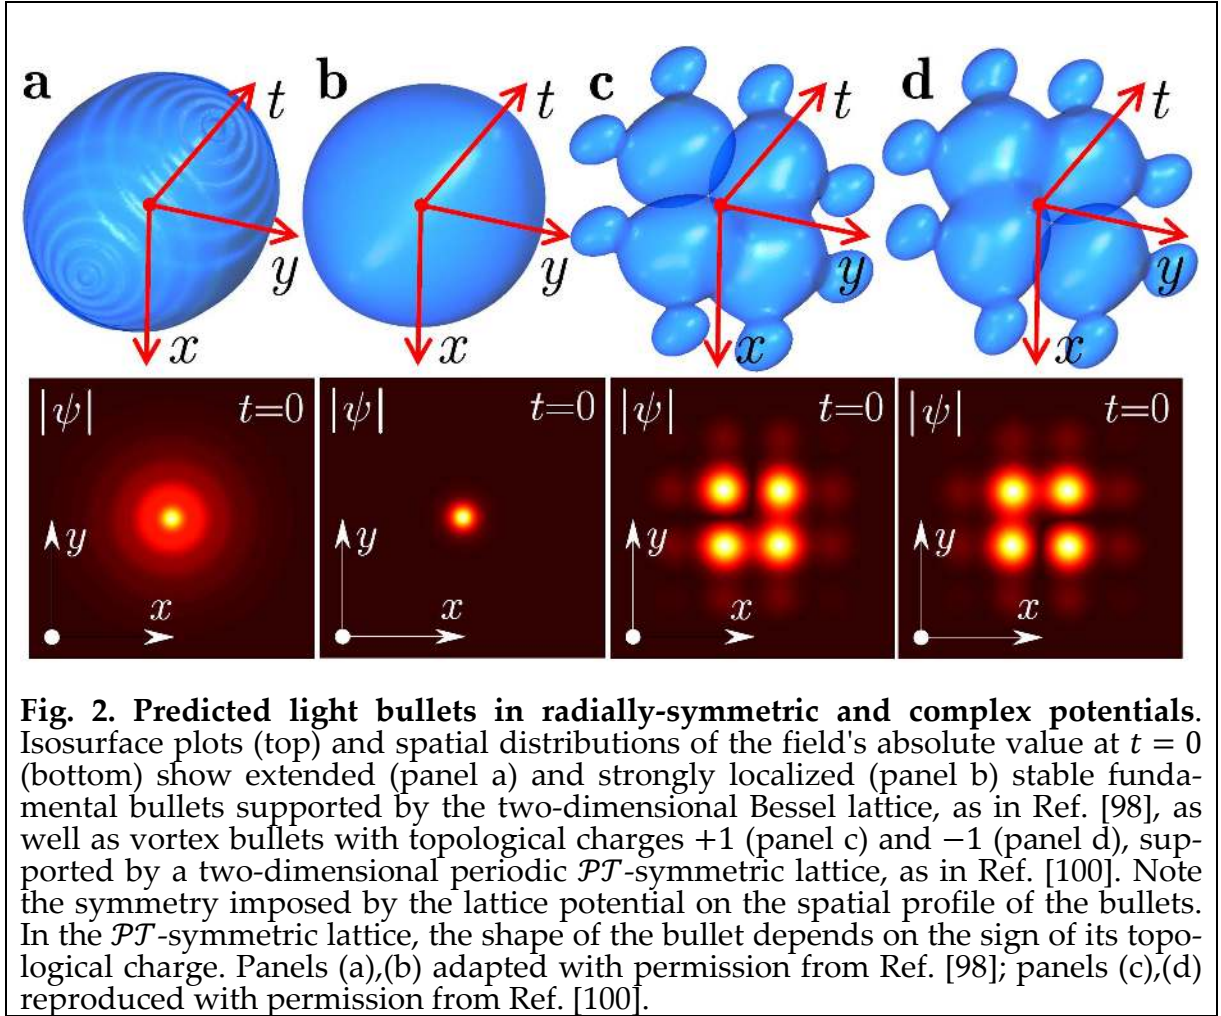 a b c d
t t t t
y y y y
x x x x
|ψ| t=0 |ψ| t=0 |ψ| t=0 |ψ| t=0
y y y y
x x x x
Fig. 2. Predicted light bullets in radially-symmetric and complex potentials.
Isosurface plots (top) and spatial distributions of the field's absolute value at t = 0
(bottom) show extended (panel a) and strongly localized (panel b) stable funda-
mental bullets supported by the two-dimensional Bessel lattice, as in Ref. [98], as
well as vortex bullets with topological charges +1 (panel c) and −1 (panel d), sup-
ported by a two-dimensional periodic 𝒫𝒯-symmetric lattice, as in Ref. [100]. Note
the symmetry imposed by the lattice potential on the spatial profile of the bullets.
In the 𝒫𝒯-symmetric lattice, the shape of the bullet depends on the sign of its topo-
logical charge. Panels (a),(b) adapted with permission from Ref. [98]; panels (c),(d)
reproduced with permission from Ref. [100].